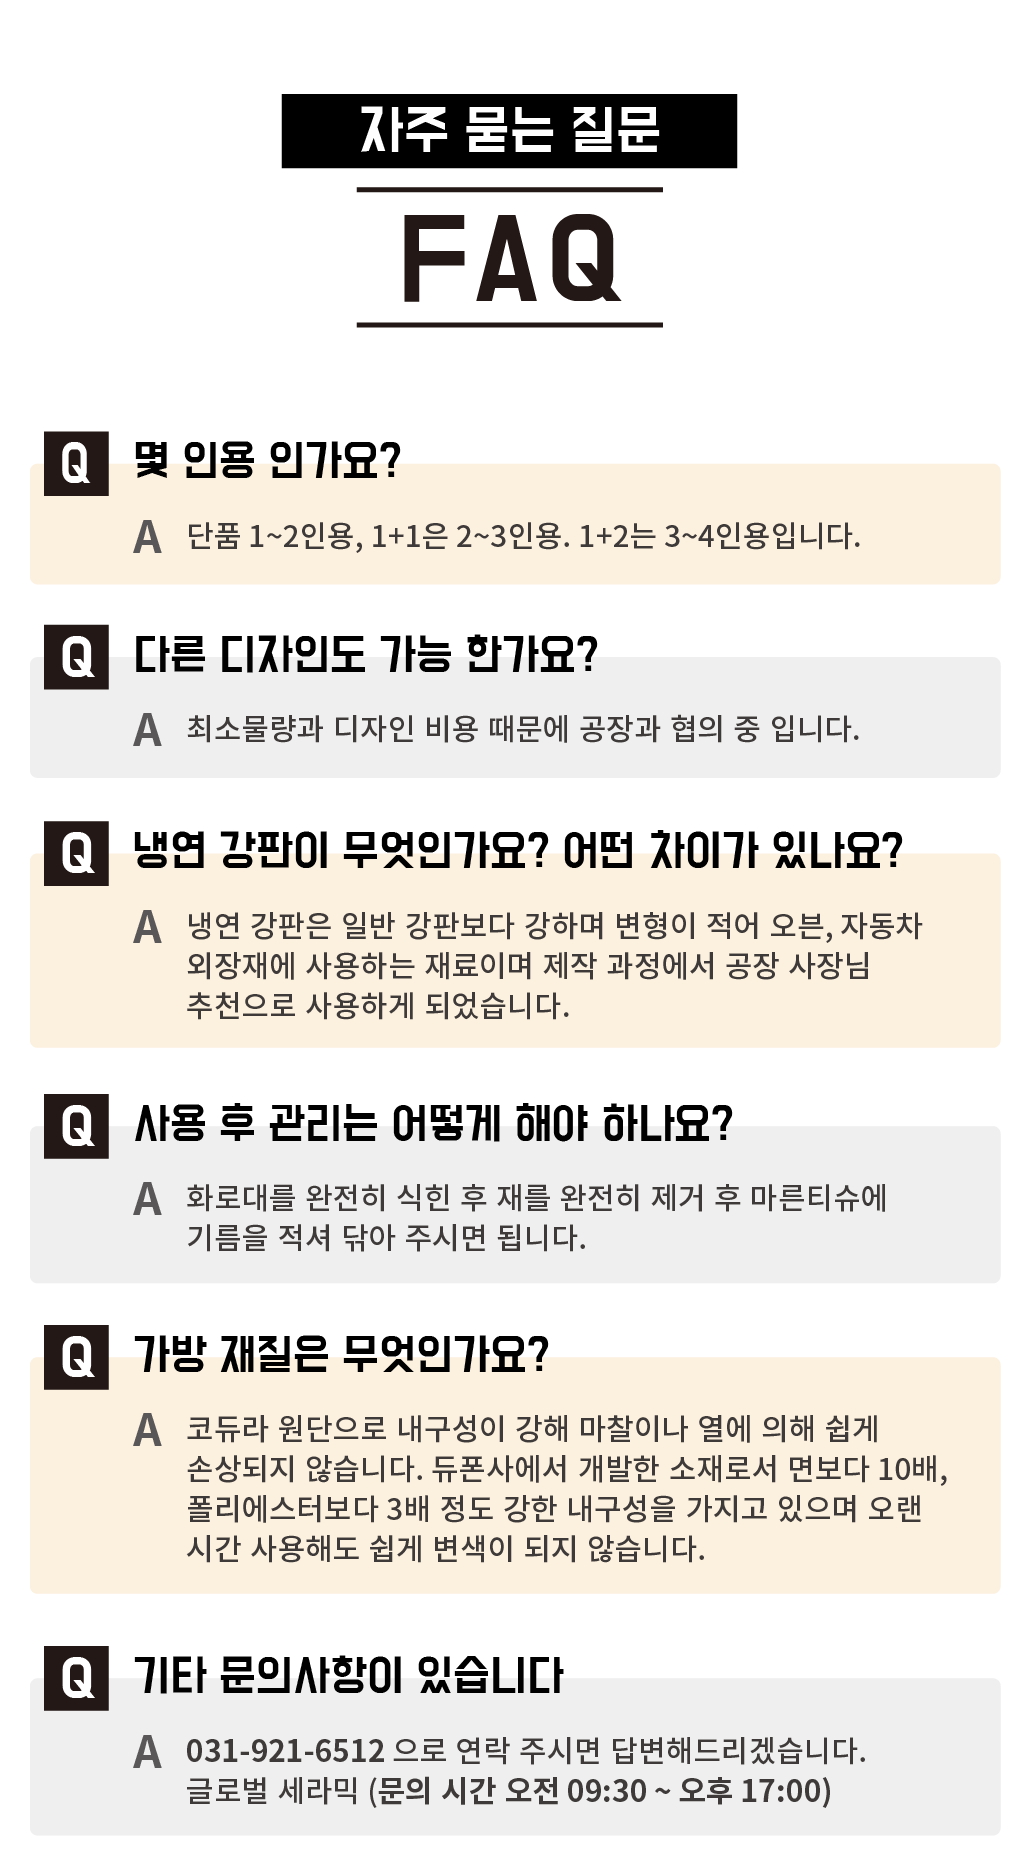 자주 묻는 질문
FAQ
Q 몇 인용 인가요?
A 단품 1~2인용, 1+1은 2~3인용. 1+2는 3~4인용입니다.
Q 다른 디자인도 가능 한가요?
A 최소물량과 디자인 비용 때문에 공장과 협의 중 입니다.
Q 냉연 강판이 무엇인가요? 어떤 차이가 있나요?
A 냉연 강판은 일반 강판보다 강하며 변형이 적어 오븐, 자동차
외장재에 사용하는 재료이며 제작 과정에서 공장 사장님
추천으로 사용하게 되었습니다.
Q 사용 후 관리는 어떻게 해야 하나요?
A 화로대를 완전히 식힌 후 재를 완전히 제거 후 마른티슈에
기름을 적셔 닦아 주시면 됩니다.
Q 가방 재질은 무엇인가요?
A 코듀라 원단으로 내구성이 강해 마찰이나 열에 의해 쉽게
손상되지 않습니다. 듀폰사에서 개발한 소재로서 면보다 10배,
폴리에스터보다 3배 정도 강한 내구성을 가지고 있으며 오랜
시간 사용해도 쉽게 변색이 되지 않습니다.
Q 기타 문의사항이 있습니다
A 031-921-6512 으로 연락 주시면 답변해드리겠습니다.
글로벌 세라믹 (문의 시간 오전 09:30 ~ 오후 17:00)